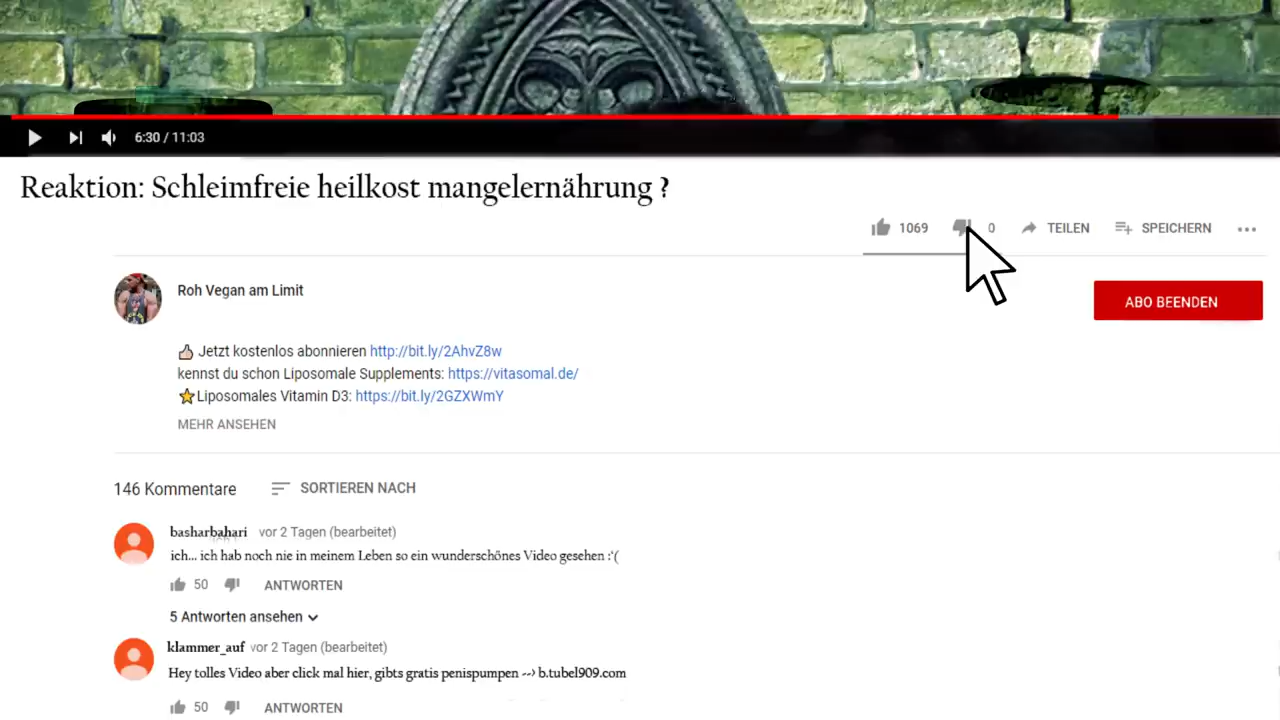 6:30 / 11:03
Reaktion: Schleimfreie heilkost mangelernährung ?
1069 0 TEILEN SPEICHERN
Roh Vegan am Limit
ABO BEENDEN
Jetzt kostenlos abonnieren http://bit.ly/2AhvZ8w
kennst du schon Liposomale Supplements: https://vitasomal.de/
Liposomales Vitamin D3: https://bit.ly/2GZXWmY
MEHR ANSEHEN
146 Kommentare SORTIEREN NACH
basharbahari vor 2 Tagen (bearbeitet)
ich... ich hab noch nie in meinem Leben so ein wunderschönes Video gesehen :'(
50 ANTWORTEN
5 Antworten ansehen
klammer_auf vor 2 Tagen (bearbeitet)
Hey tolles Video aber click mal hier, gibts gratis penispumpen --> b.tubel909.com
50 ANTWORTEN